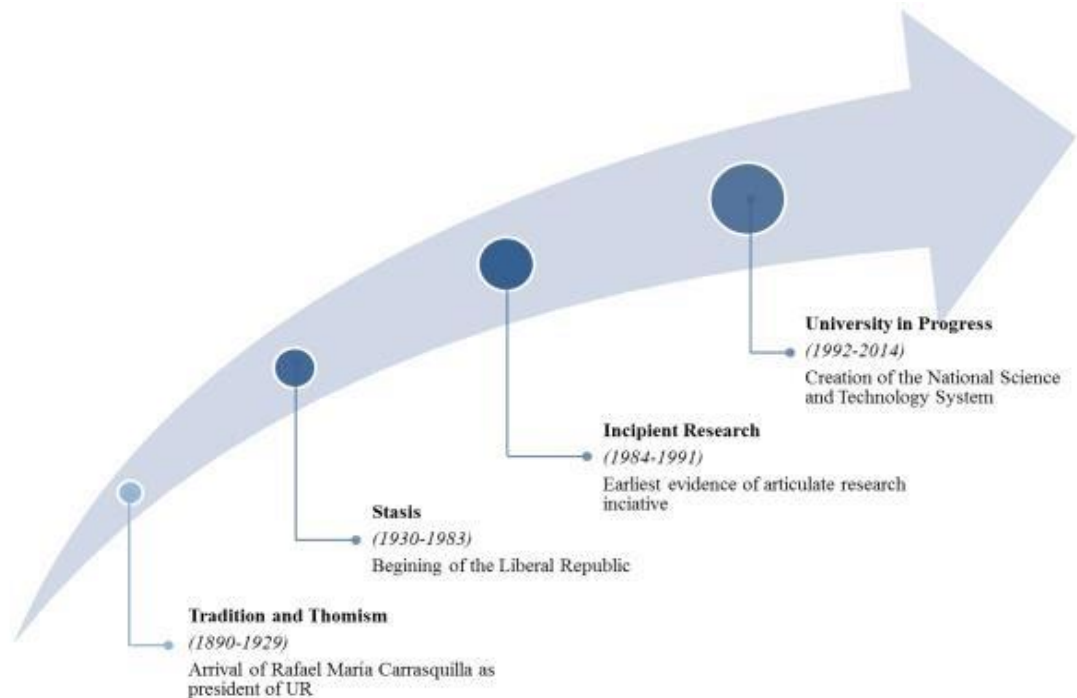 University in Progress
(1992-2014)
Creation of the National Science
and Technology System
Incipient Research
(1984-1991)
Earliest evidence of articulate research
inciative
Stasis
(1930-1983)
Begining of the Liberal Republic
Tradition and Thomism
(1890-1929)
Arrival of Rafael María Carrasquilla as
president of UR